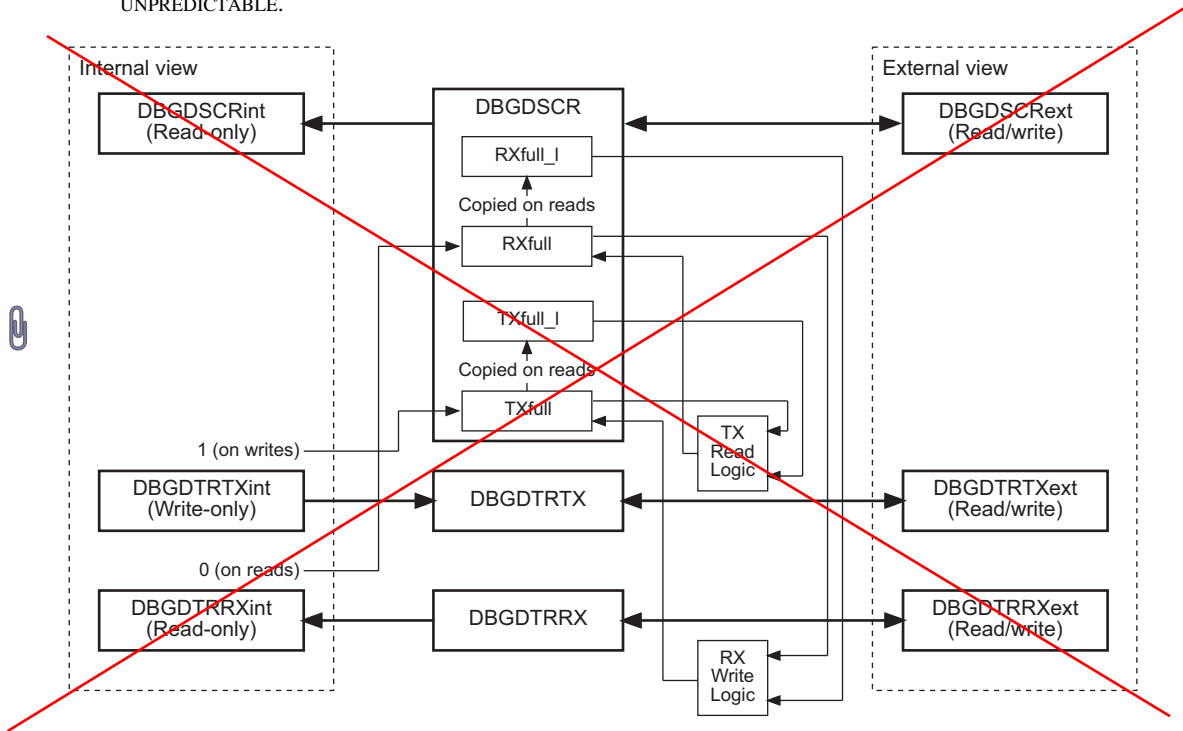 UNPREDICTABLE.
Internal view
External view
DBGDSCRint
(Read-only)
DBGDSCR
DBGDSCRext
(Read/write)
RXfull_l
Copied on reads
RXfull
TXfull_l
Copied on reads
TXfull
1 (on writes)
TX
Read
Logic
DBGDTRTXint
(Write-only)
DBGDTRTX
DBGDTRTXext
(Read/write)
0 (on reads)
DBGDTRRXint
(Read-only)
DBGDTRRX
DBGDTRRXext
(Read/write)
RX
Write
Logic